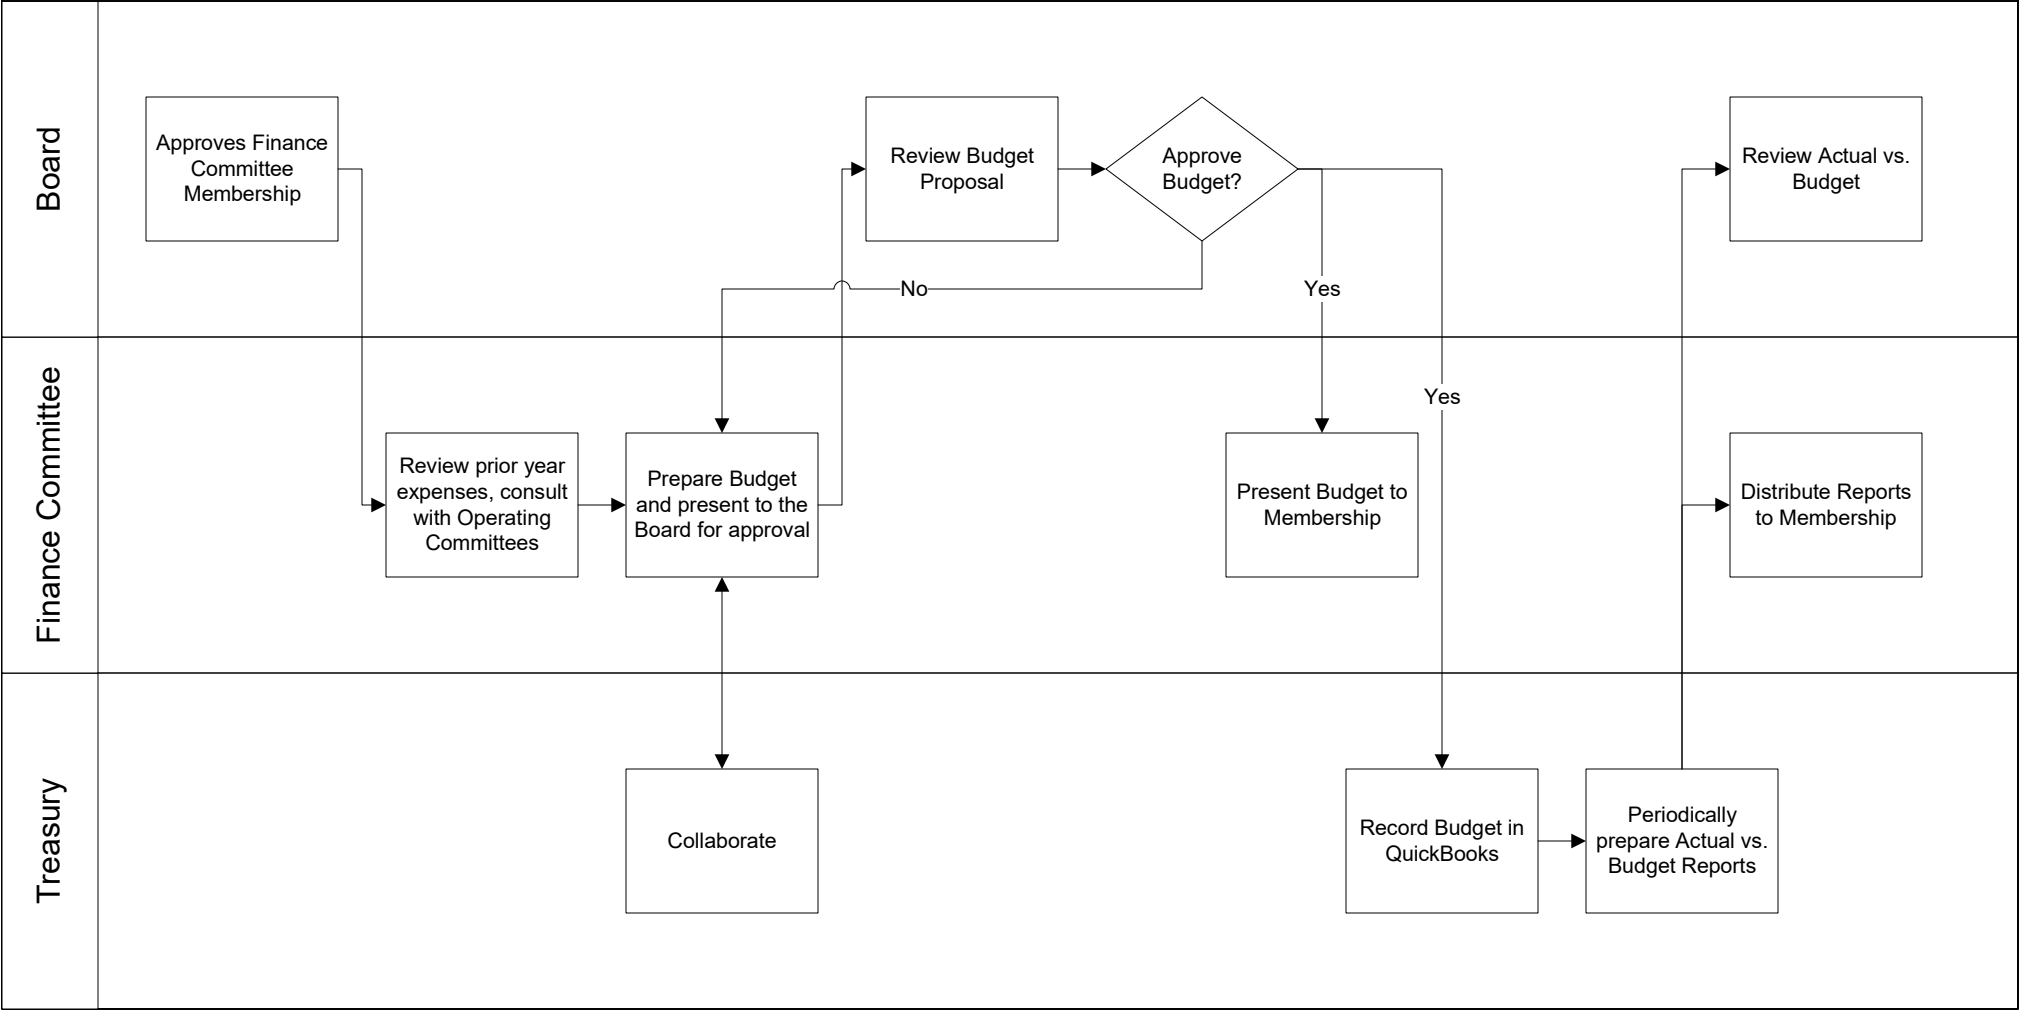 Board
Approves Finance
Committee
Membership
Review Budget
Proposal
Approve
Budget?
Review Actual vs.
Budget
No
Yes
Finance Committee
Yes
Review prior year
expenses, consult
with Operating
Committees
Prepare Budget
and present to the
Board for approval
Present Budget to
Membership
Distribute Reports
to Membership
Treasury
Collaborate
Record Budget in
QuickBooks
Periodically
prepare Actual vs.
Budget Reports